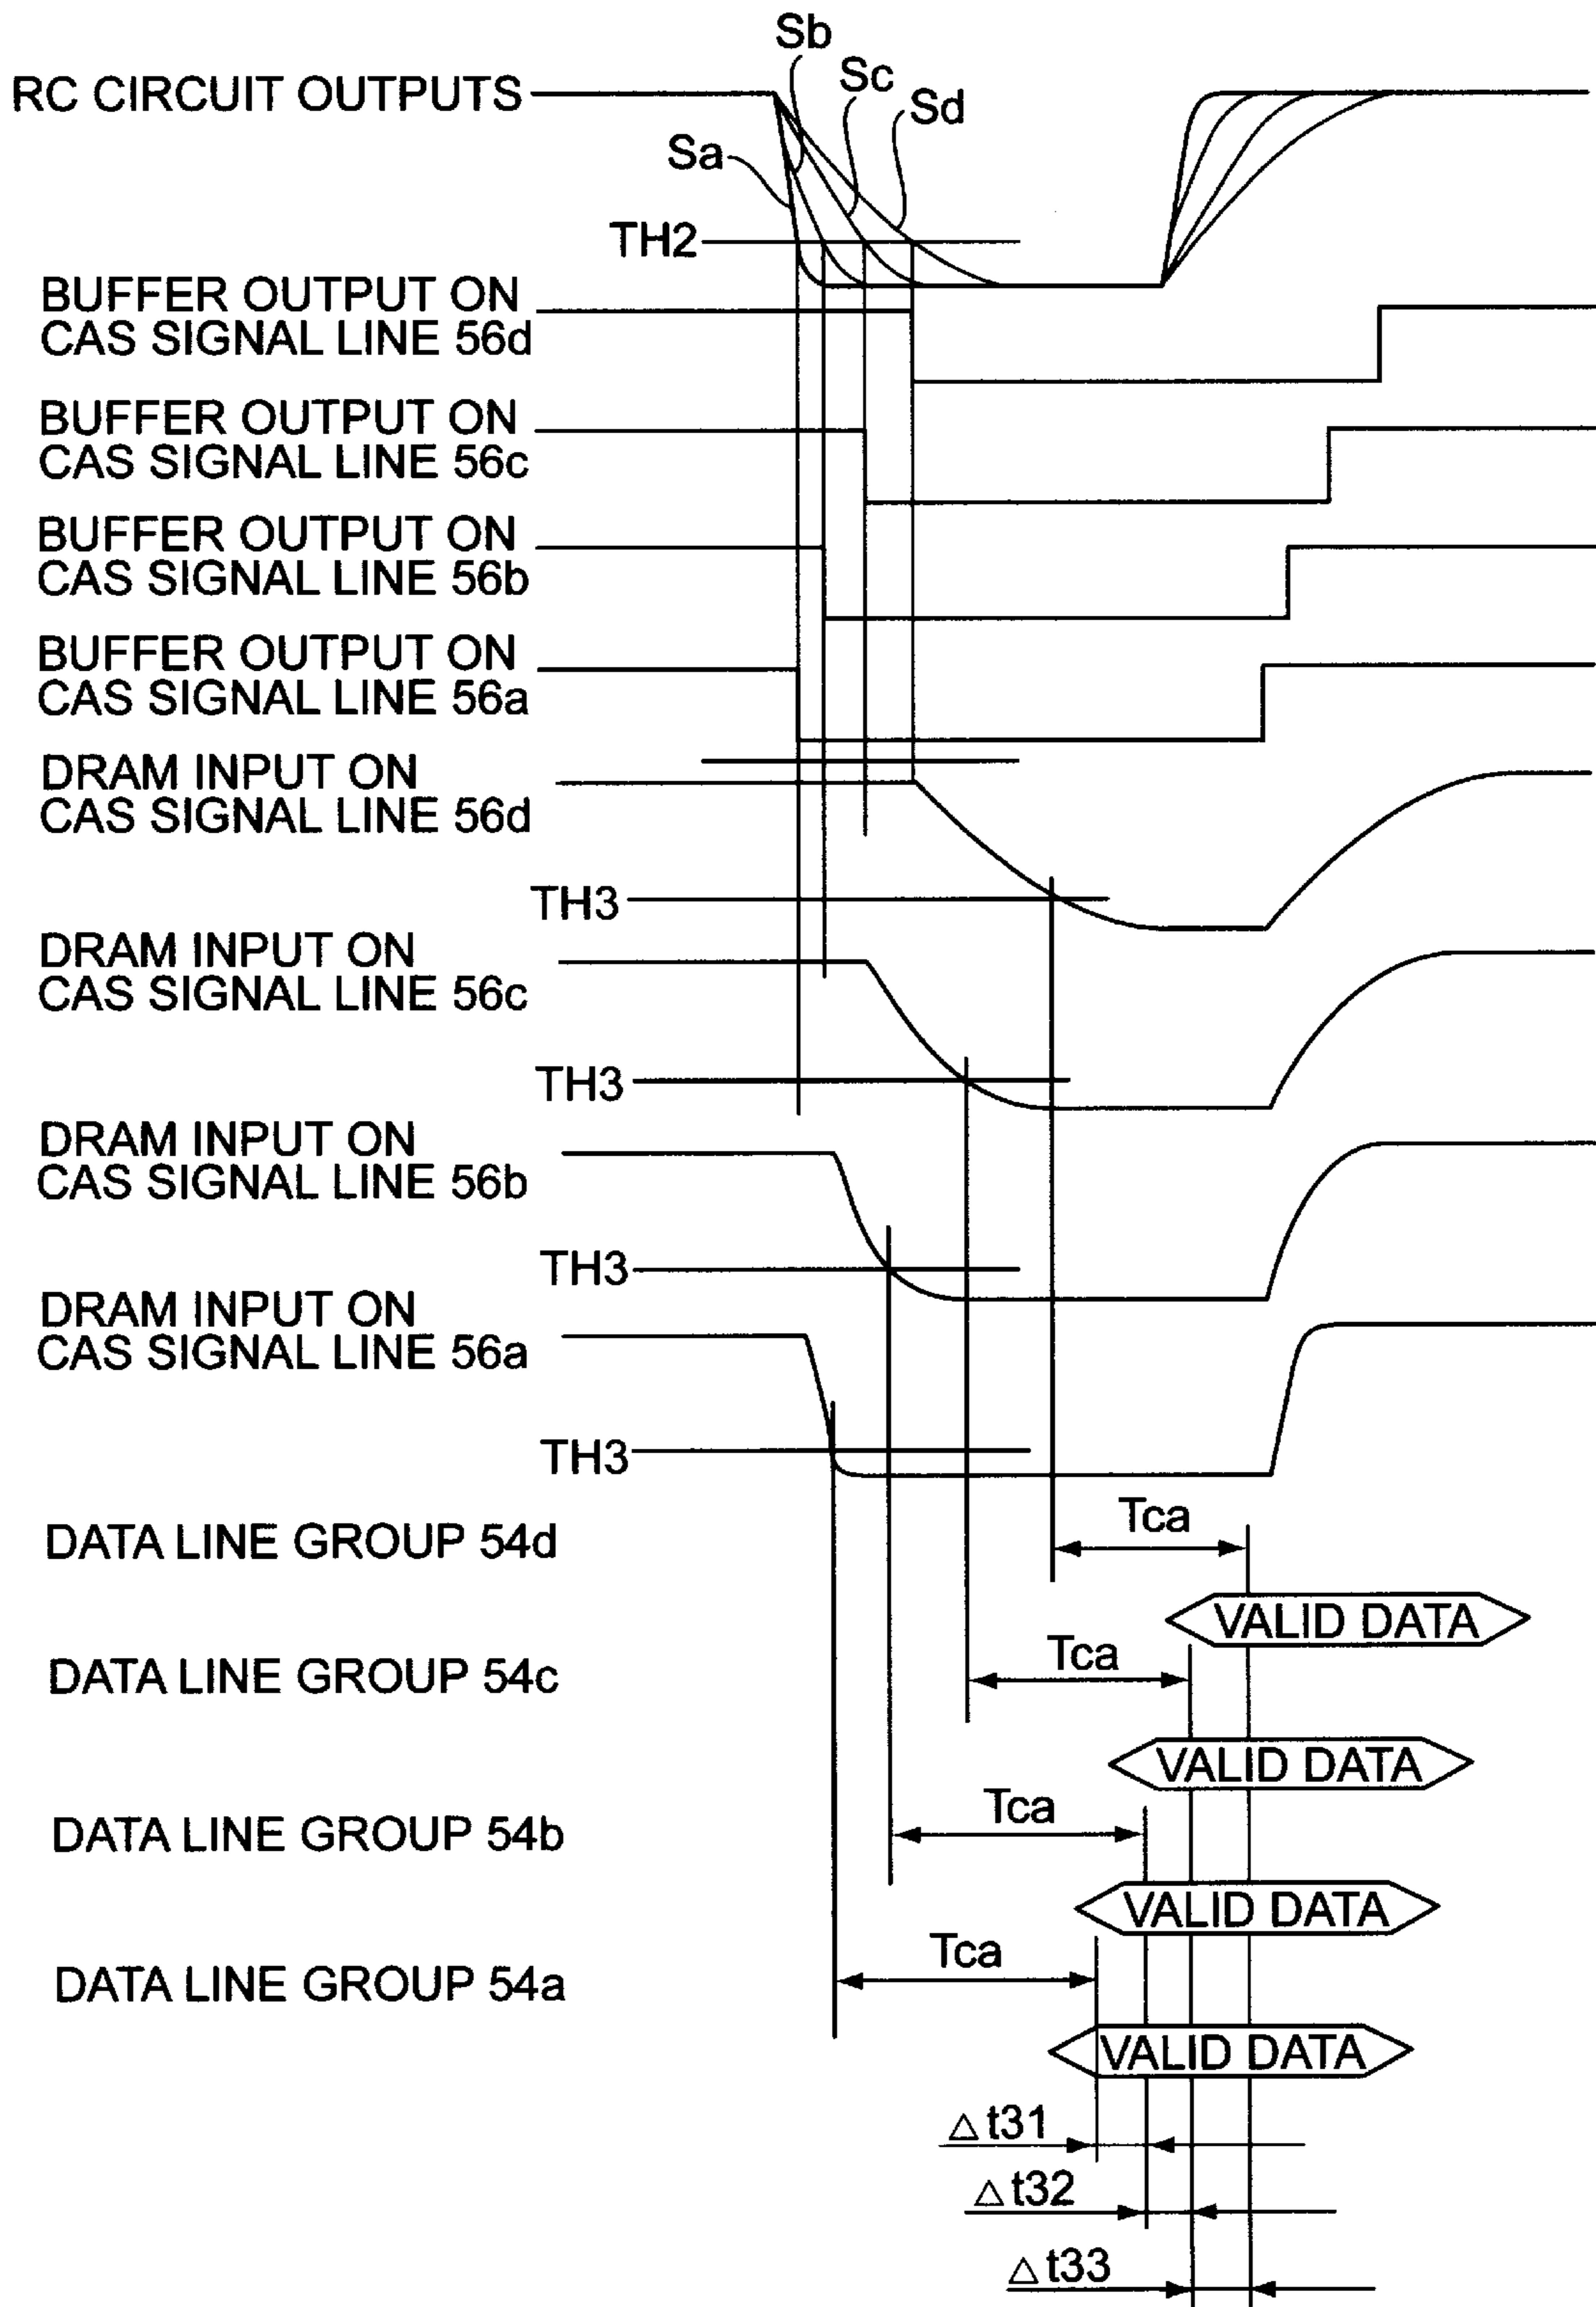 Sb
RC CIRCUIT OUTPUTS
Sc
Sd
Sa
TH2
BUFFER OUTPUT ON
CAS SIGNAL LINE 56d
BUFFER OUTPUT ON
CAS SIGNAL LINE 56c
BUFFER OUTPUT ON
CAS SIGNAL LINE 56b
BUFFER OUTPUT ON
CAS SIGNAL LINE 56a
DRAM INPUT ON
CAS SIGNAL LINE 56d
TH3
DRAM INPUT ON
CAS SIGNAL LINE 56c
TH3
DRAM INPUT ON
CAS SIGNAL LINE 56b
TH3
DRAM INPUT ON
CAS SIGNAL LINE 56a
TH3
Tca
DATA LINE GROUP 54d
VALID DATA
Tca
DATA LINE GROUP 54c
VALID DATA
Tca
DATA LINE GROUP 54b
VALID DATA
Tca
DATA LINE GROUP 54a
VALID DATA
△t31
△t32
△t33